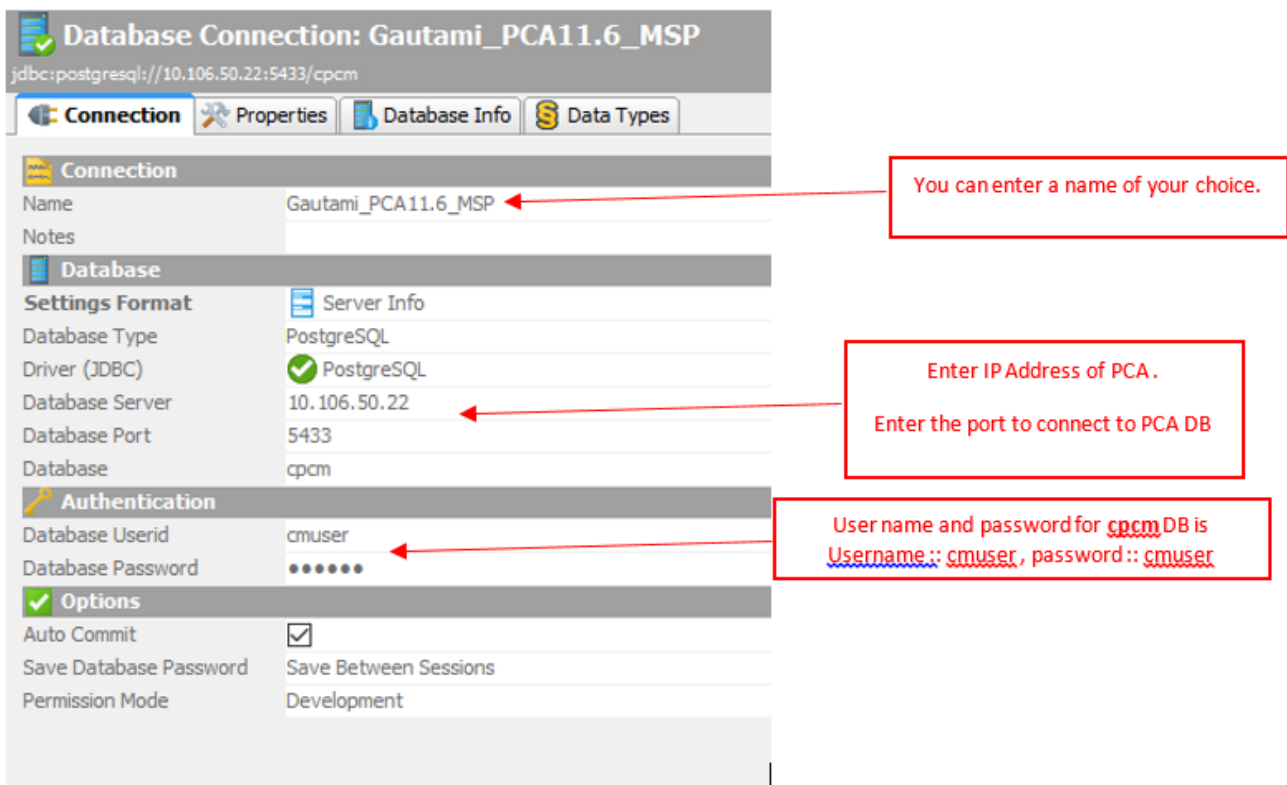 Database Connection: Gautami_PCA11.6_MSP
jdbc:postgresql://10.106.50.22:5433/cpcm
Connection Properties Database Info Data Types
Connection
Name Gautami_PCA11.6_MSP
Notes
Database
Settings Format Server Info
Database Type PostgreSQL
Driver (JDBC) PostgreSQL
Database Server 10.106.50.22
Database Port 5433
Database cpcm
Authentication
Database Userid cmuser
Database Password ●●●●●●
Options
Auto Commit
Save Database Password Save Between Sessions
Permission Mode Development
You can enter a name of your choice.
Enter IP Address of PCA .
Enter the port to connect to PCA DB
User name and password for cpcm DB is
Username :: cmuser , password :: cmuser